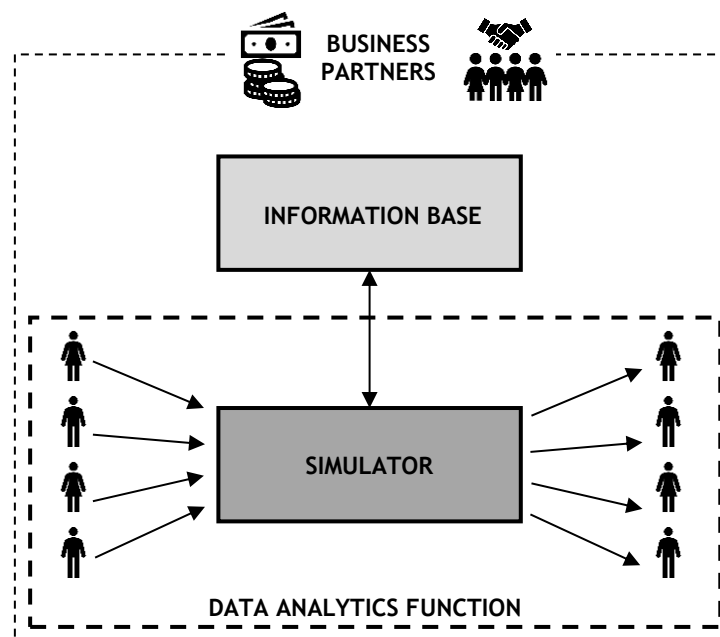 BUSINESS
PARTNERS
INFORMATION BASE
SIMULATOR
DATA ANALYTICS FUNCTION